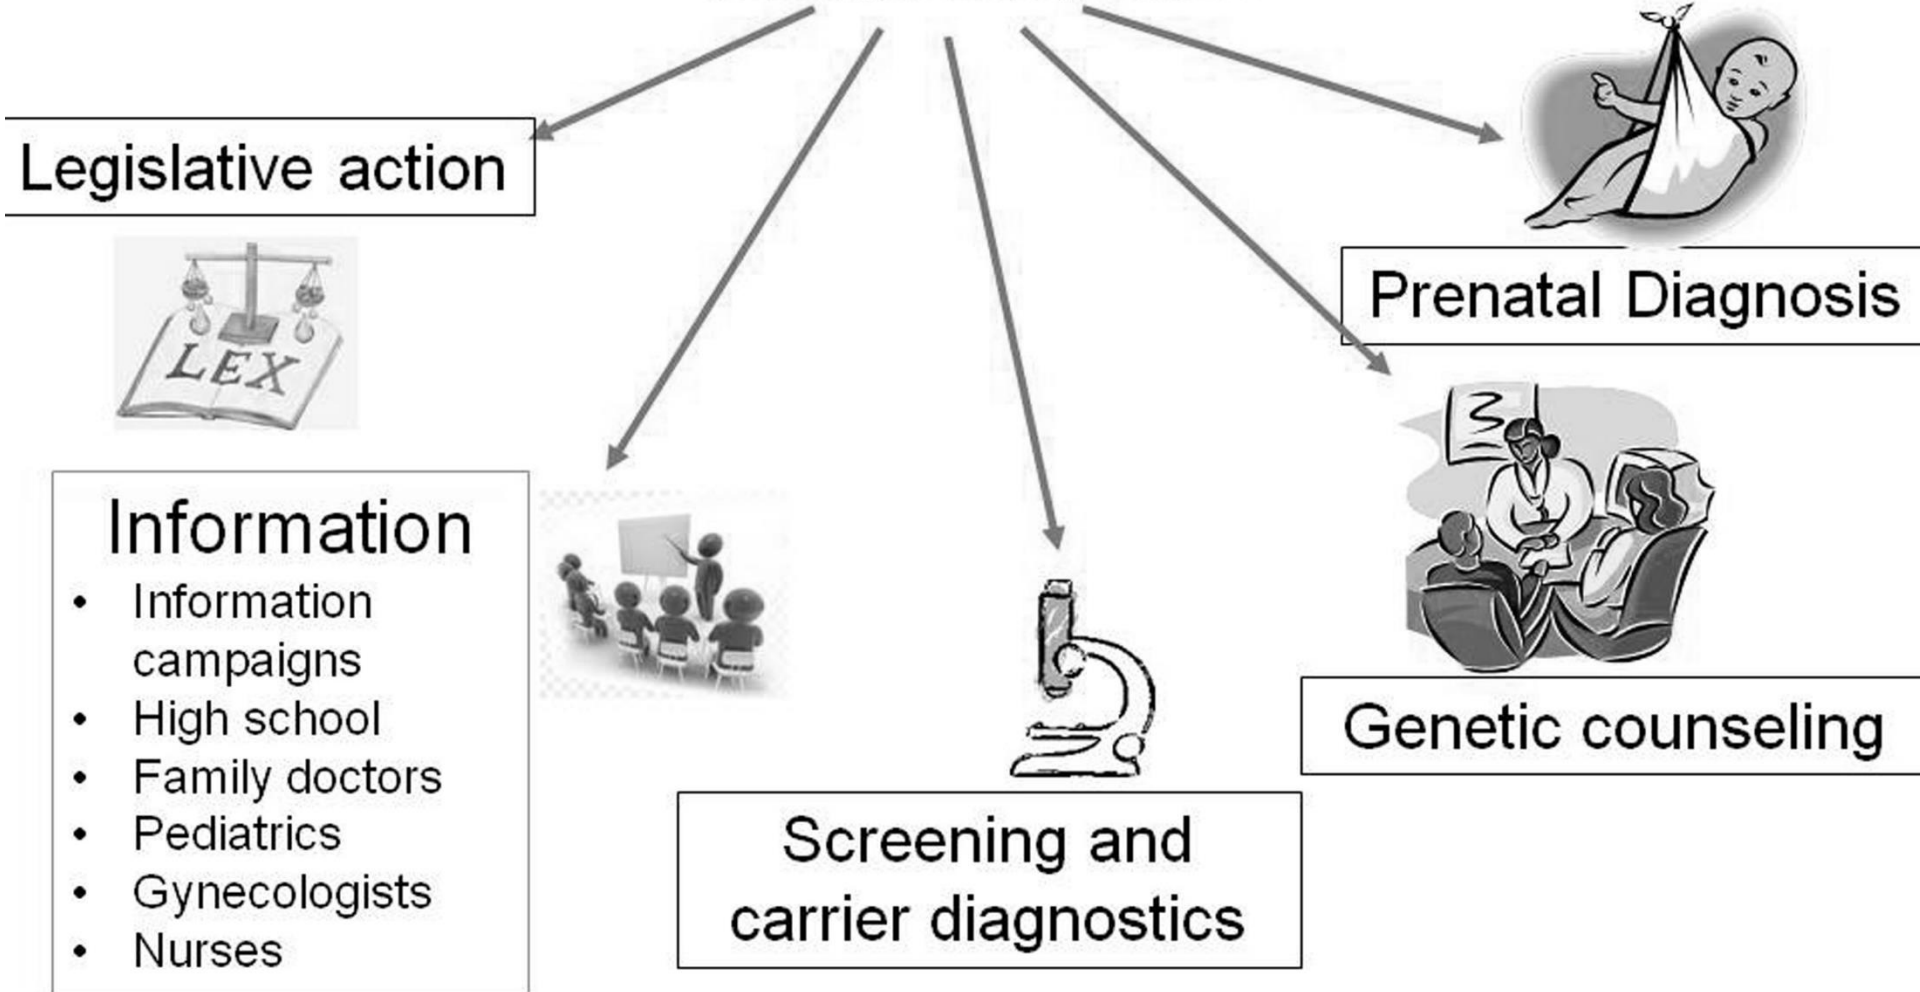 Legislative action
LEX
Prenatal Diagnosis
Information
• Information
campaigns
• High school
• Family doctors
• Pediatrics
• Gynecologists
• Nurses
Genetic counseling
Screening and
carrier diagnostics